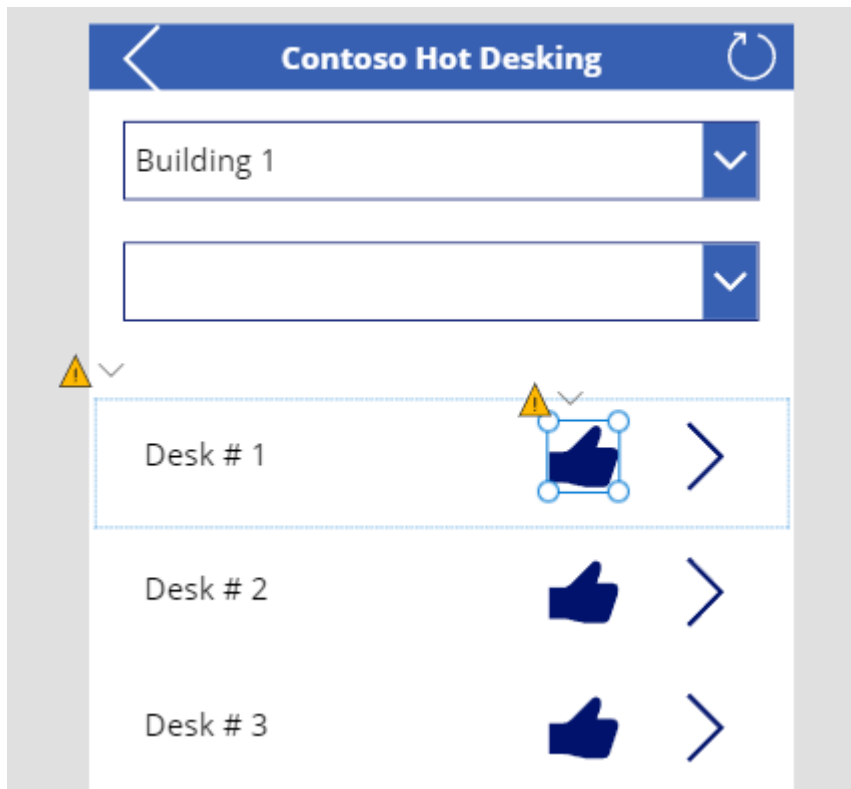 Contoso Hot Desking
Building 1
Desk # 1
Desk # 2
Desk # 3